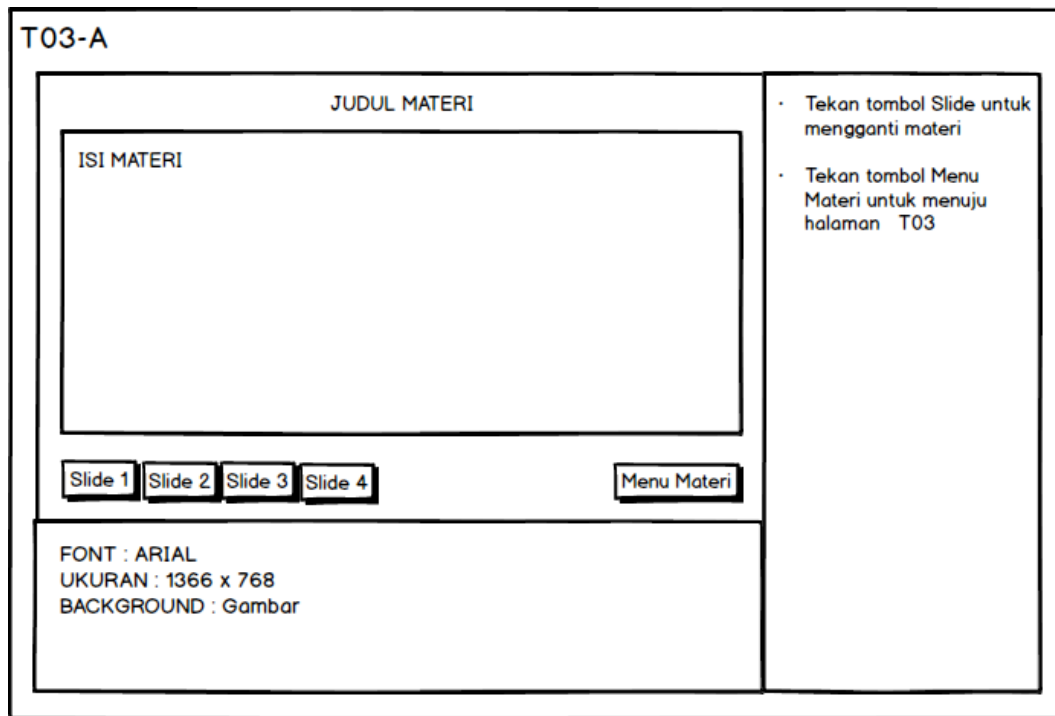 T03-A
JUDUL MATERI
ISI MATERI
Slide 1 Slide 2 Slide 3 Slide 4 Menu Materi
FONT : ARIAL
UKURAN : 1366 x 768
BACKGROUND : Gambar
· Tekan tombol Slide untuk
mengganti materi
· Tekan tombol Menu
Materi untuk menuju
halaman T03